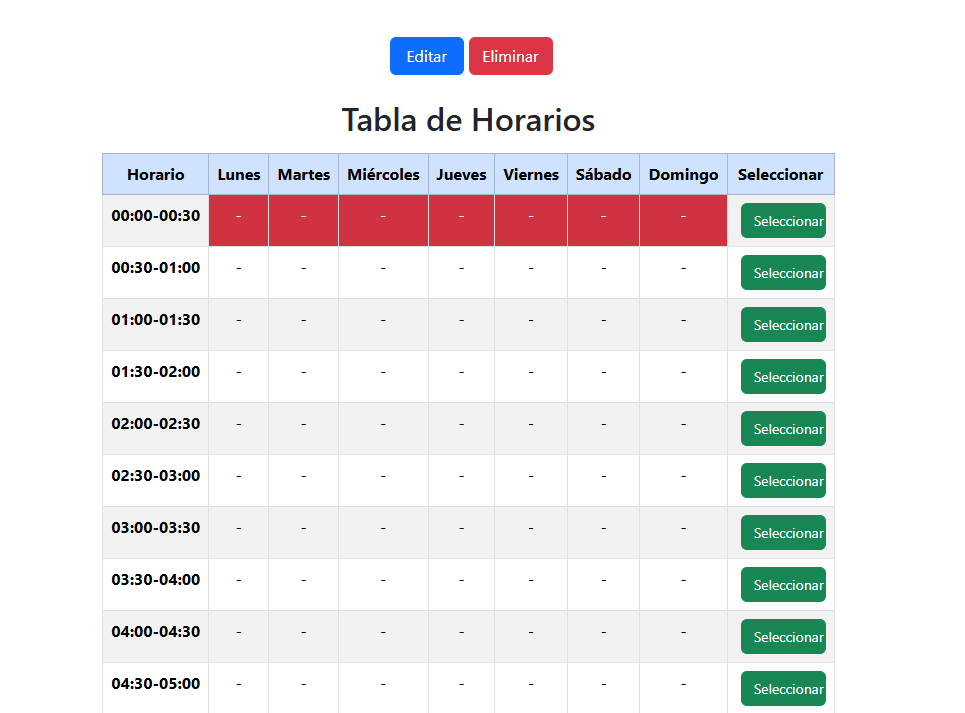 Editar Eliminar
Tabla de Horarios
Horario Lunes Martes Miércoles Jueves Viernes Sábado Domingo Seleccionar
00:00-00:30 - - - - - - - Seleccionar
00:30-01:00 - - - - - - - Seleccionar
01:00-01:30 - - - - - - - Seleccionar
01:30-02:00 - - - - - - - Seleccionar
02:00-02:30 - - - - - - - Seleccionar
02:30-03:00 - - - - - - - Seleccionar
03:00-03:30 - - - - - - - Seleccionar
03:30-04:00 - - - - - - - Seleccionar
04:00-04:30 - - - - - - - Seleccionar
04:30-05:00 - - - - - - - Seleccionar